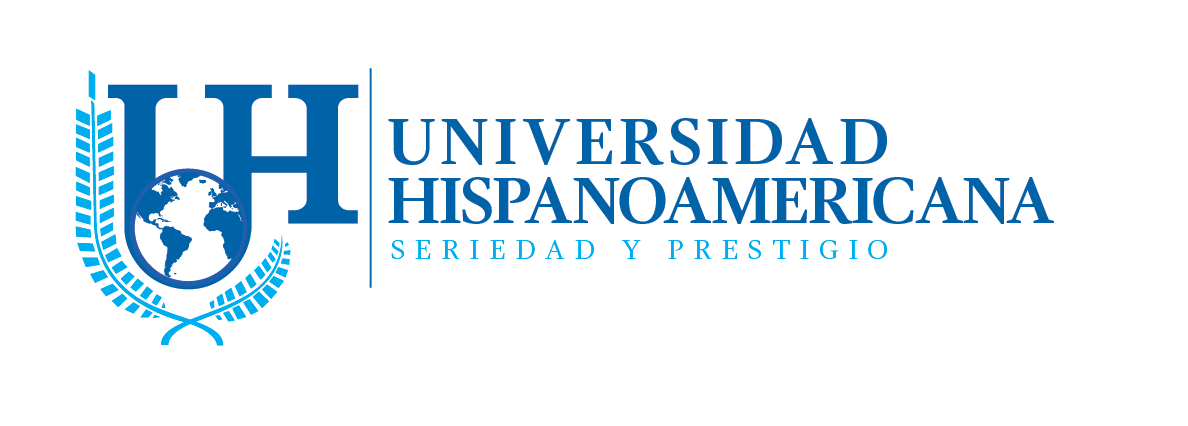 UH
UNIVERSIDAD
HISPANOAMERICANA
SERIEDAD Y PRESTIGIO